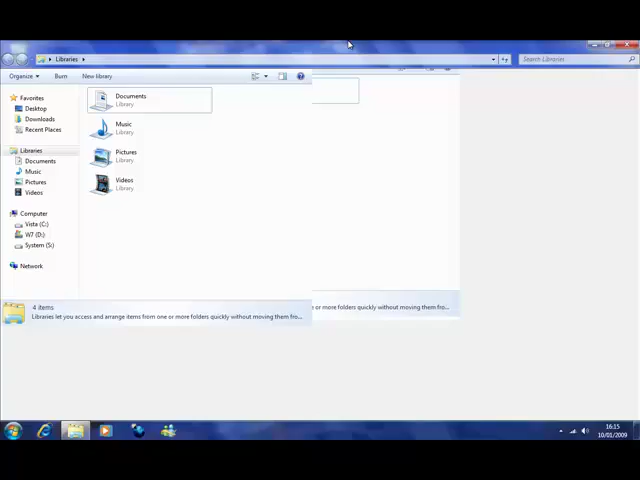 Libraries
Search Libraries
Organize
Burn
New library
Favorites
Desktop
Downloads
Recent Places
Libraries
Documents
Music
Pictures
Videos
Computer
Vista (C:)
W7 (D:)
System (S:)
Network
Documents
Library
Music
Library
Pictures
Library
Videos
Library
4 items
Libraries let you access and arrange items from one or more folders quickly without moving them fro...
or more folders quickly without moving them fro...
16:15
10/01/2009